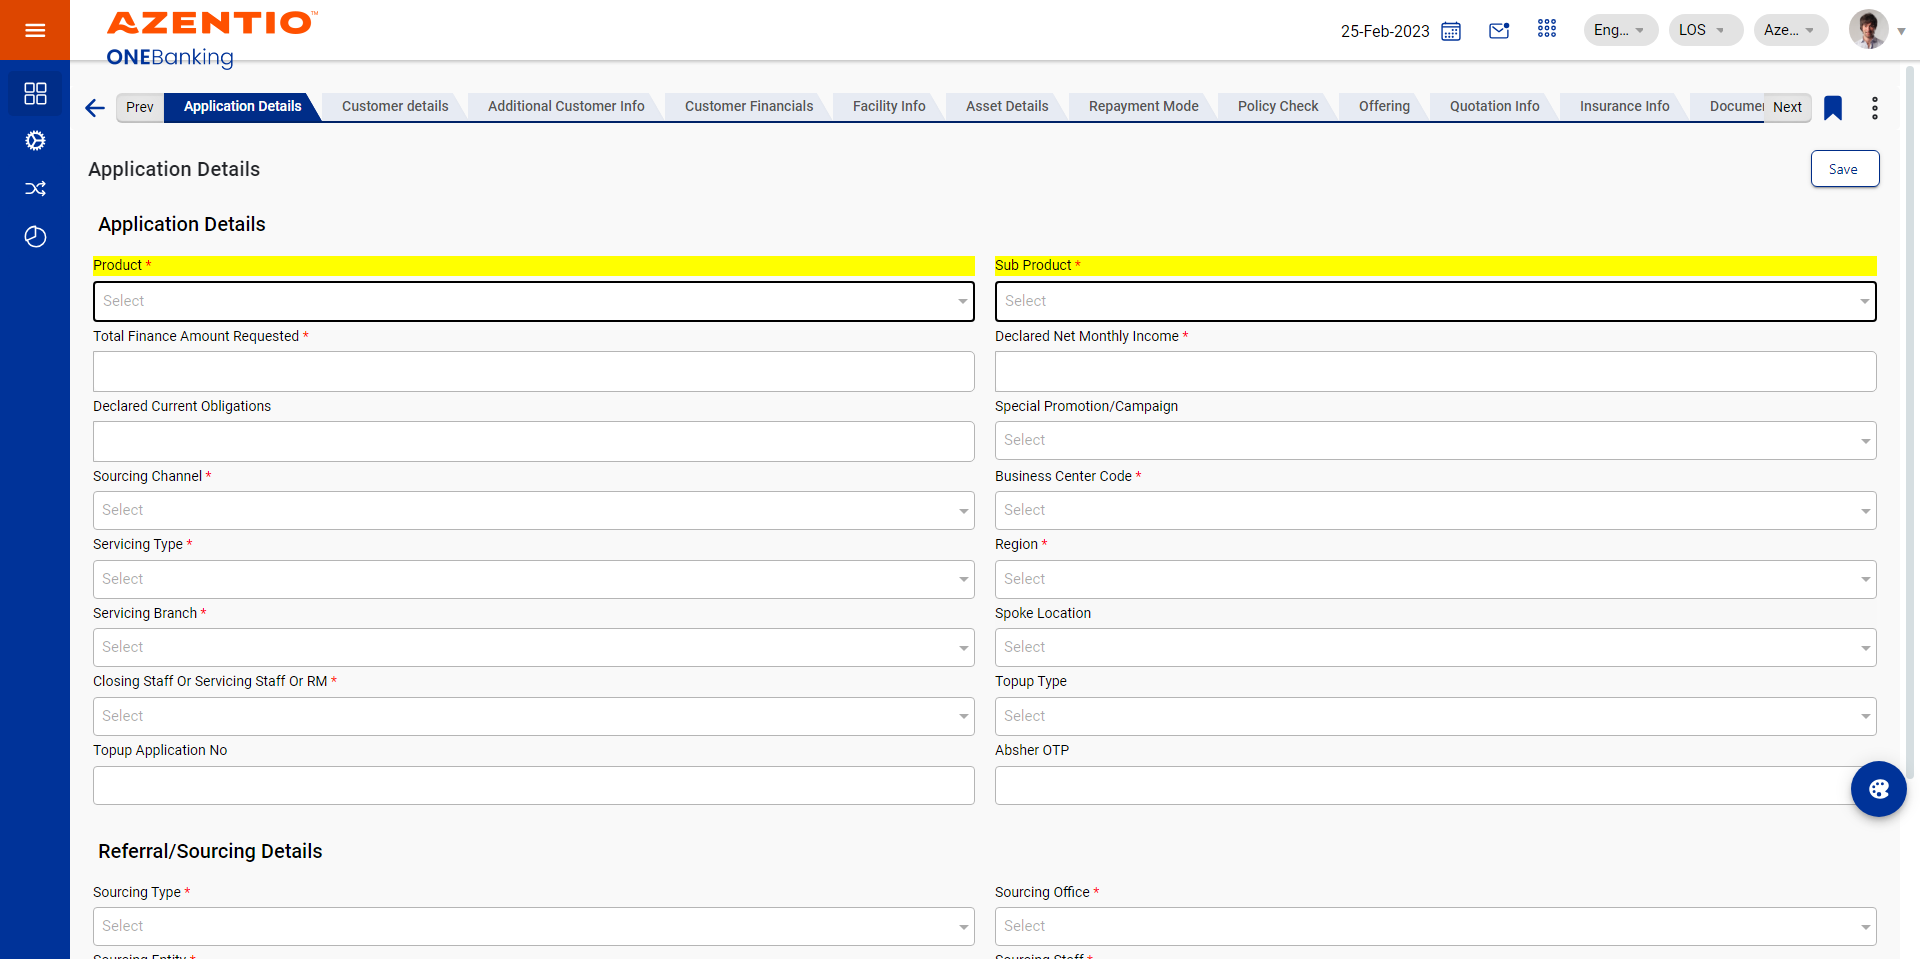 AZENTIO™
ONEBanking
25-Feb-2023
Eng...
LOS
Aze...
Prev
Application Details
Customer details
Additional Customer Info
Customer Financials
Facility Info
Asset Details
Repayment Mode
Policy Check
Offering
Quotation Info
Insurance Info
Documen
Next
Application Details
Save
Application Details
Product *
Sub Product *
Select
Select
Total Finance Amount Requested *
Declared Net Monthly Income *
Declared Current Obligations
Special Promotion/Campaign
Select
Sourcing Channel *
Business Center Code *
Select
Select
Servicing Type *
Region *
Select
Select
Servicing Branch *
Spoke Location
Select
Select
Closing Staff Or Servicing Staff Or RM *
Topup Type
Select
Select
Topup Application No
Absher OTP
Referral/Sourcing Details
Sourcing Type *
Sourcing Office *
Select
Select
Sourcing Entity *
Sourcing Staff *